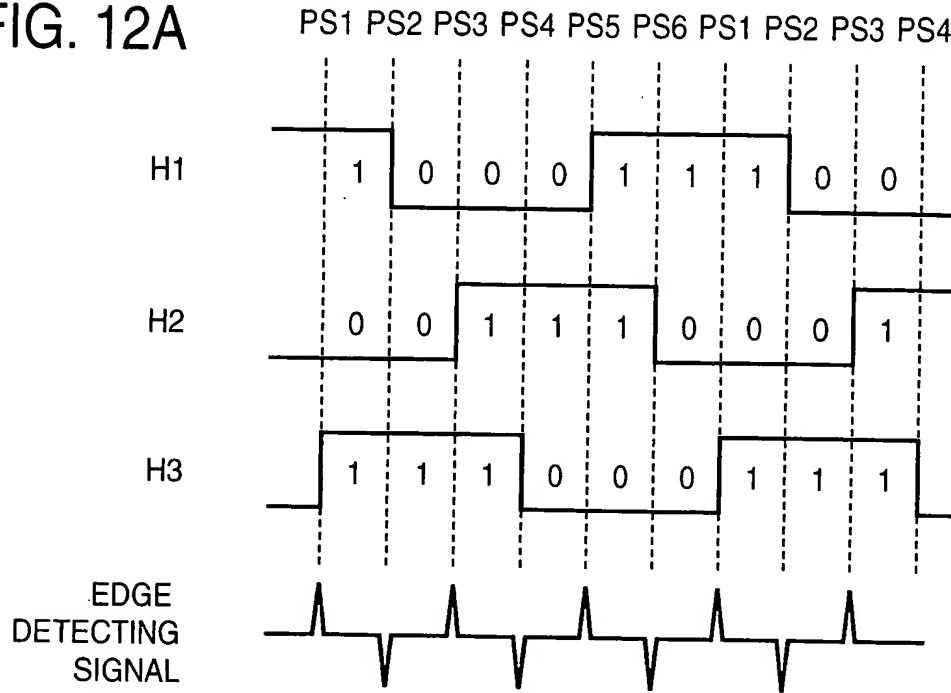 FIG. 12A
PS1 PS2 PS3 PS4 PS5 PS6 PS1 PS2 PS3 PS4
H1 1 0 0 0 1 1 1 0 0
H2 0 0 1 1 1 0 0 0 1
H3 1 1 1 0 0 0 1 1 1
EDGE
DETECTING
SIGNAL